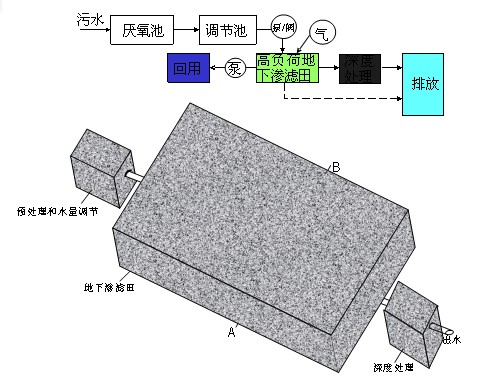 污水
厌氧池
调节池
泵/阀
气
回用
泵
高负荷地
下渗滤田
深度
处理
排放
B
预处理和水量调节
地下渗滤田
A
出水
深度处理